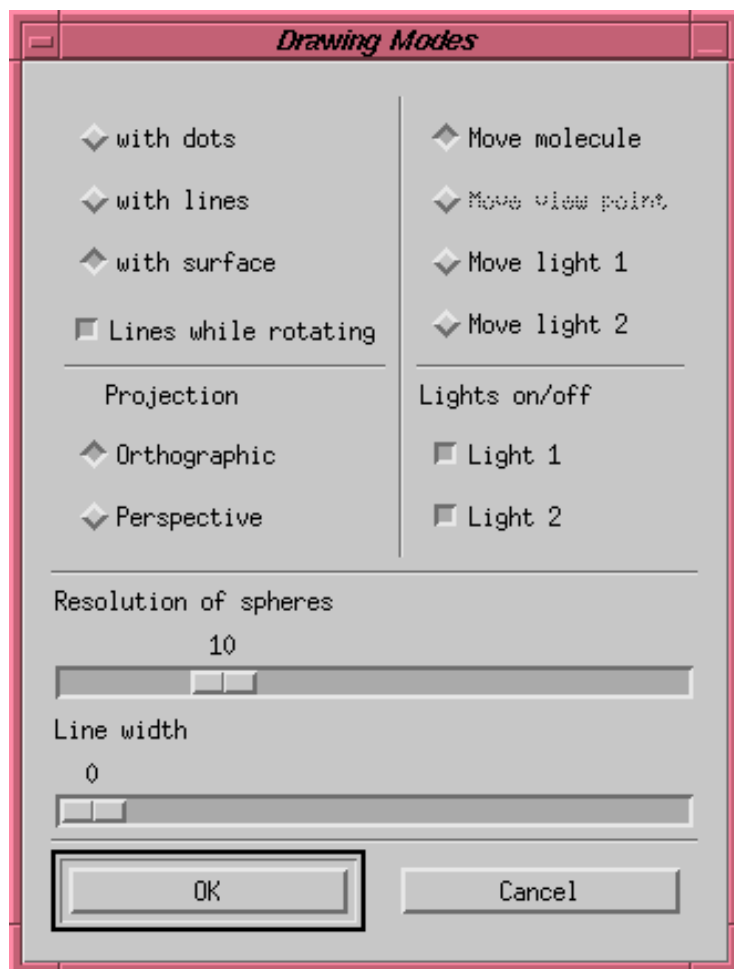 Drawing Modes
with dots
with lines
with surface
Lines while rotating
Move molecule
Move view point
Move light 1
Move light 2
Projection
Orthographic
Perspective
Lights on/off
Light 1
Light 2
Resolution of spheres
10
Line width
0
OK
Cancel